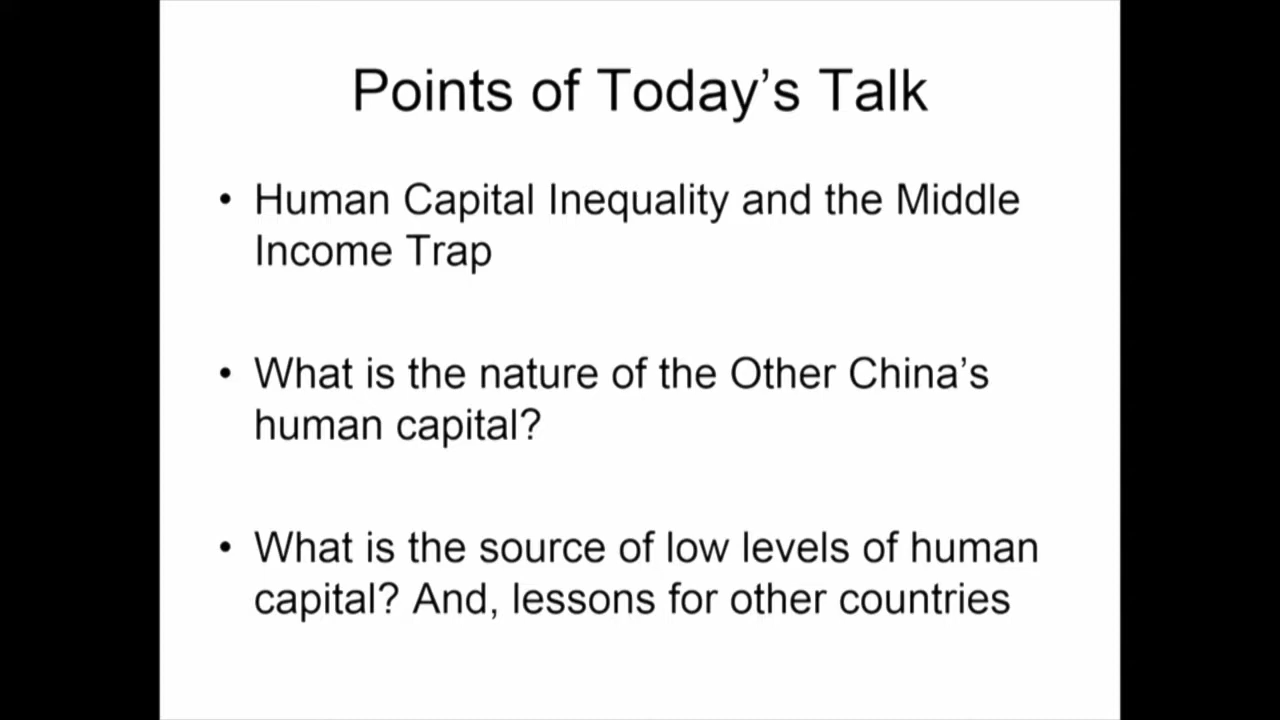 Points of Today’s Talk
• Human Capital Inequality and the Middle
Income Trap
• What is the nature of the Other China’s
human capital?
• What is the source of low levels of human
capital? And, lessons for other countries